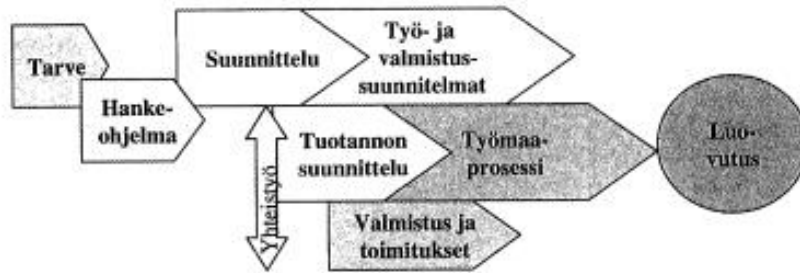 Tarve
Hanke-
ohjelma
Suunnittelu
Työ- ja
valmistus-
suunnitelmat
Yhteistyö
Tuotannon
suunnittelu
Työmaa-
prosessi
Valmistus ja
toimitukset
Luo-
vutus